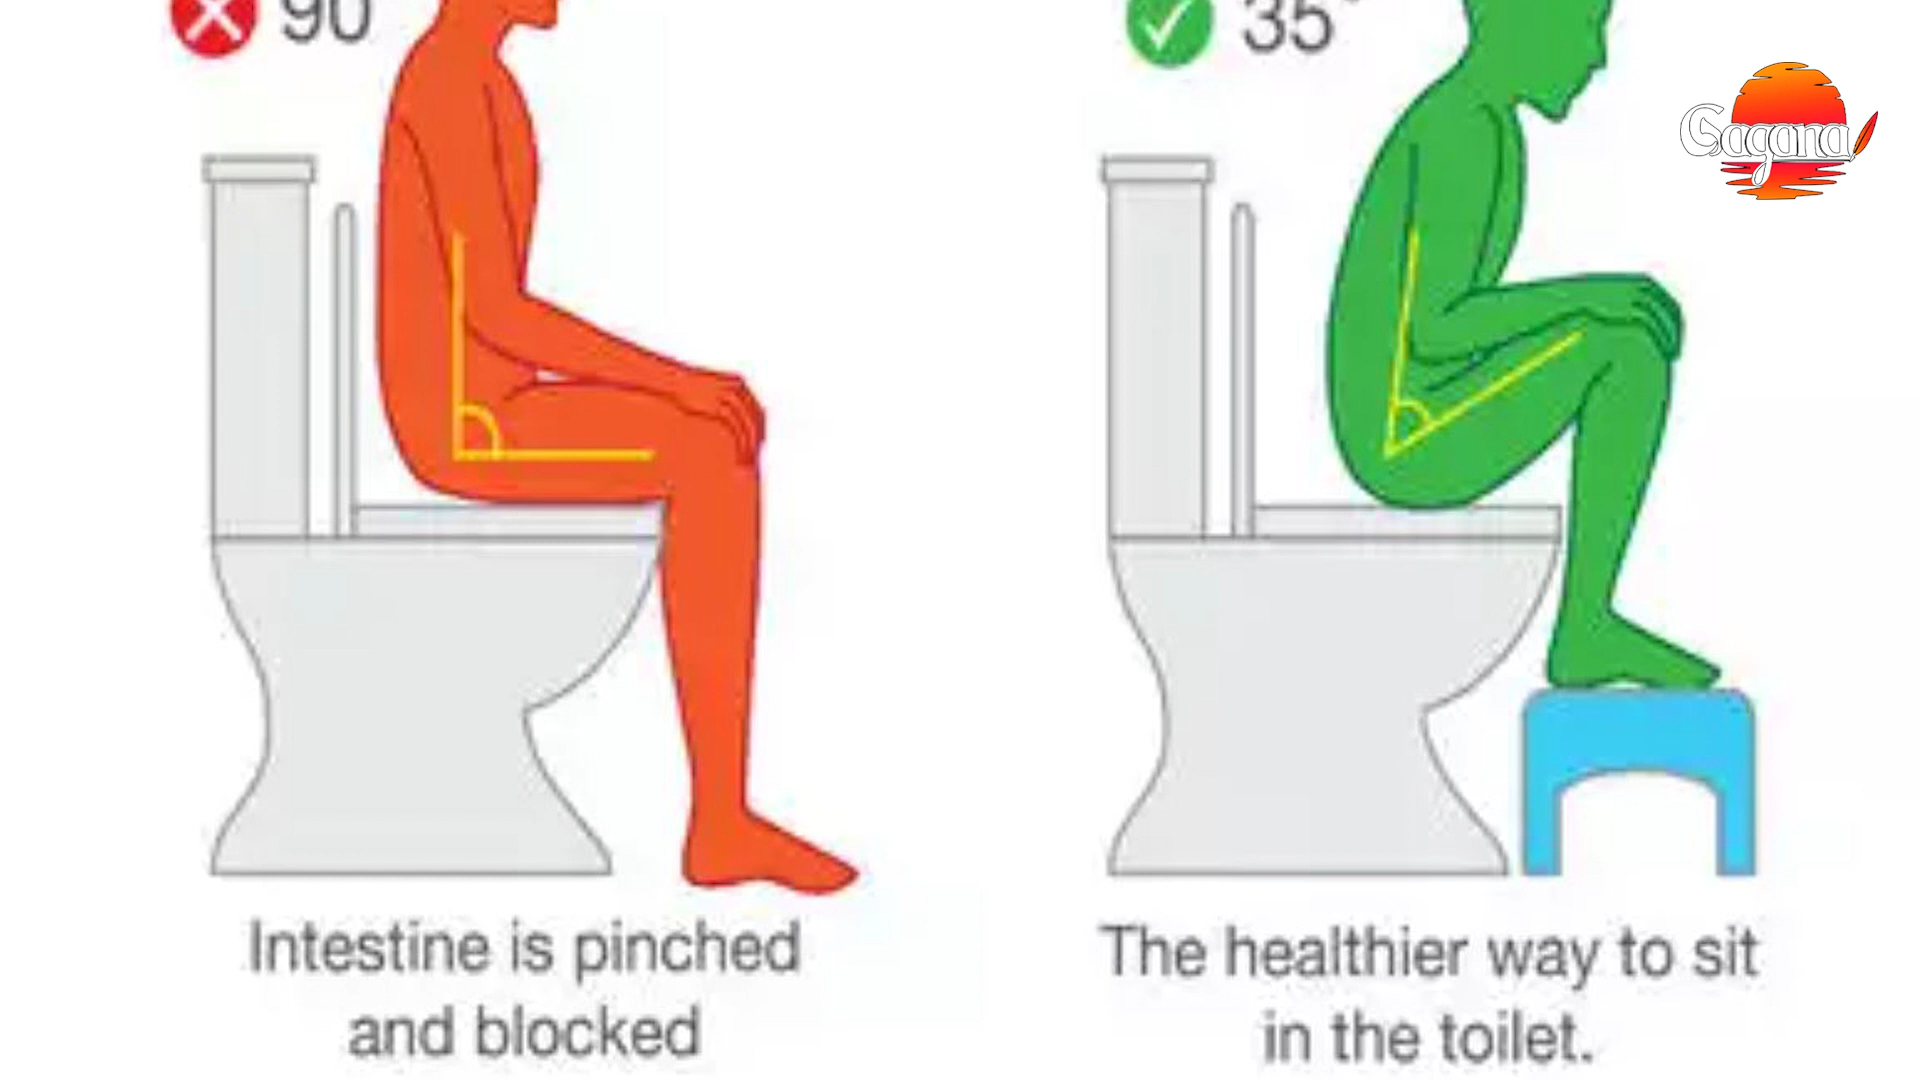 90
35°
Gagana
Intestine is pinched
and blocked
The healthier way to sit
in the toilet.